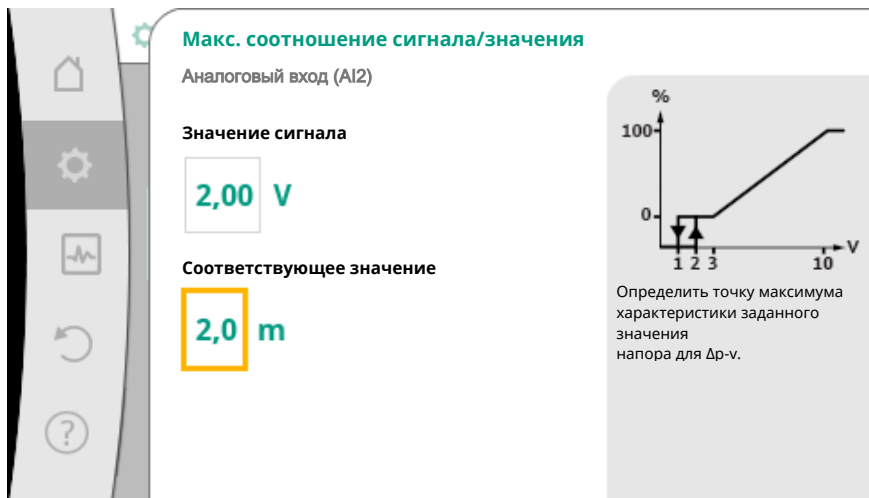 Макс. соотношение сигнала/значения
Аналоговый вход (AI2)
Значение сигнала
2,00 V
Соответствующее значение
2,0 m
%
100
0
1 2 3 10 V
Определить точку максимума
характеристики заданного
значения
напора для Δp-v.
?